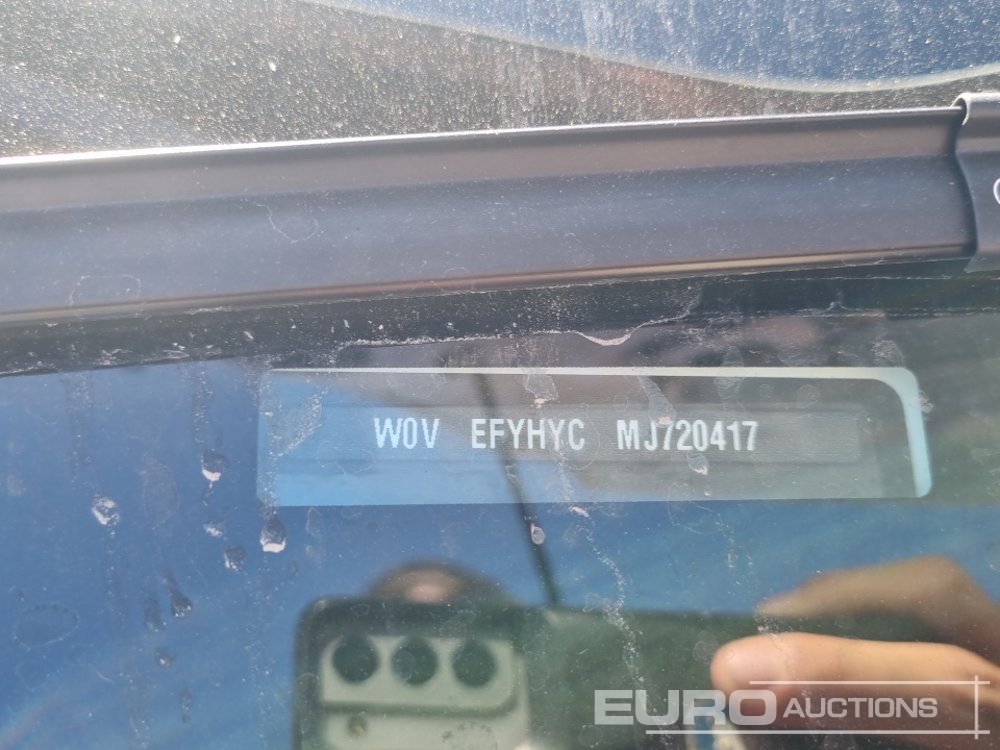 W0V EFYHYC MJ720417
EURO AUCTIONS